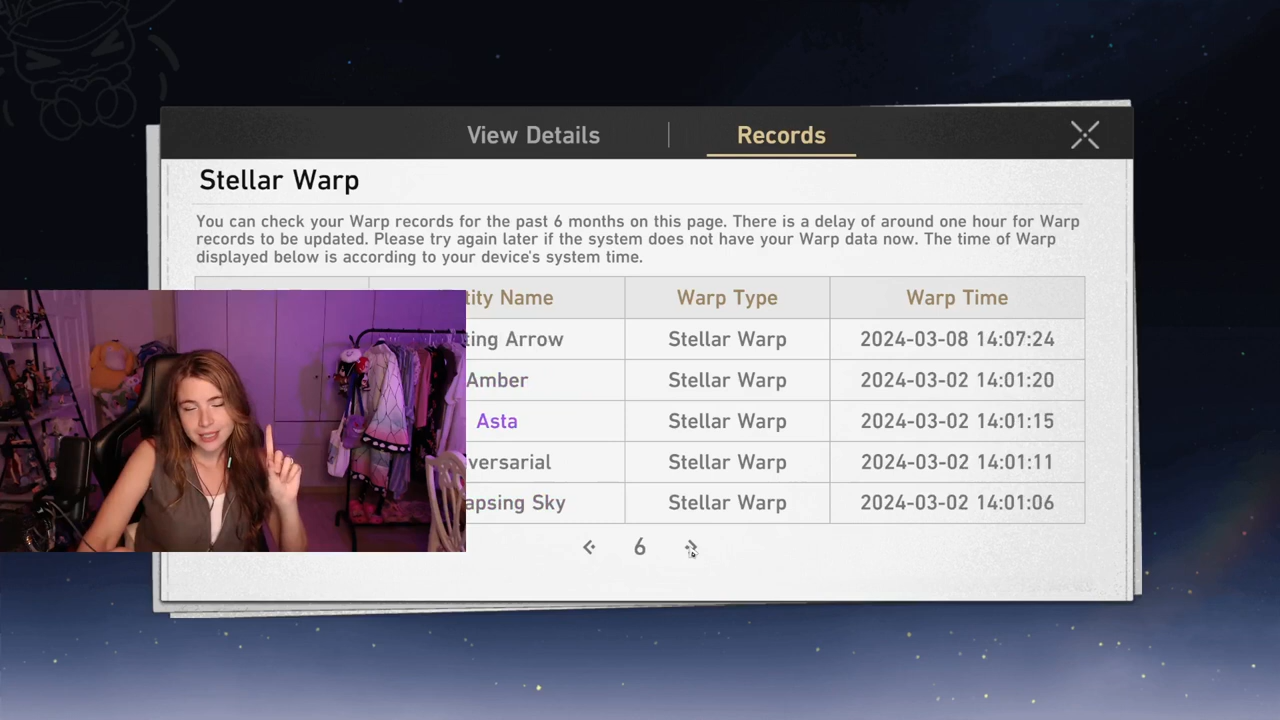 View Details
Records
Stellar Warp
You can check your Warp records for the past 6 months on this page. There is a delay of around one hour for Warp
records to be updated. Please try again later if the system does not have your Warp data now. The time of Warp
displayed below is according to your device's system time.
Name Warp Type Warp Time
Arrow Stellar Warp 2024-03-08 14:07:24
Amber Stellar Warp 2024-03-02 14:01:20
Asta Stellar Warp 2024-03-02 14:01:15
Stellar Warp 2024-03-02 14:01:11
Sky Stellar Warp 2024-03-02 14:01:06
6